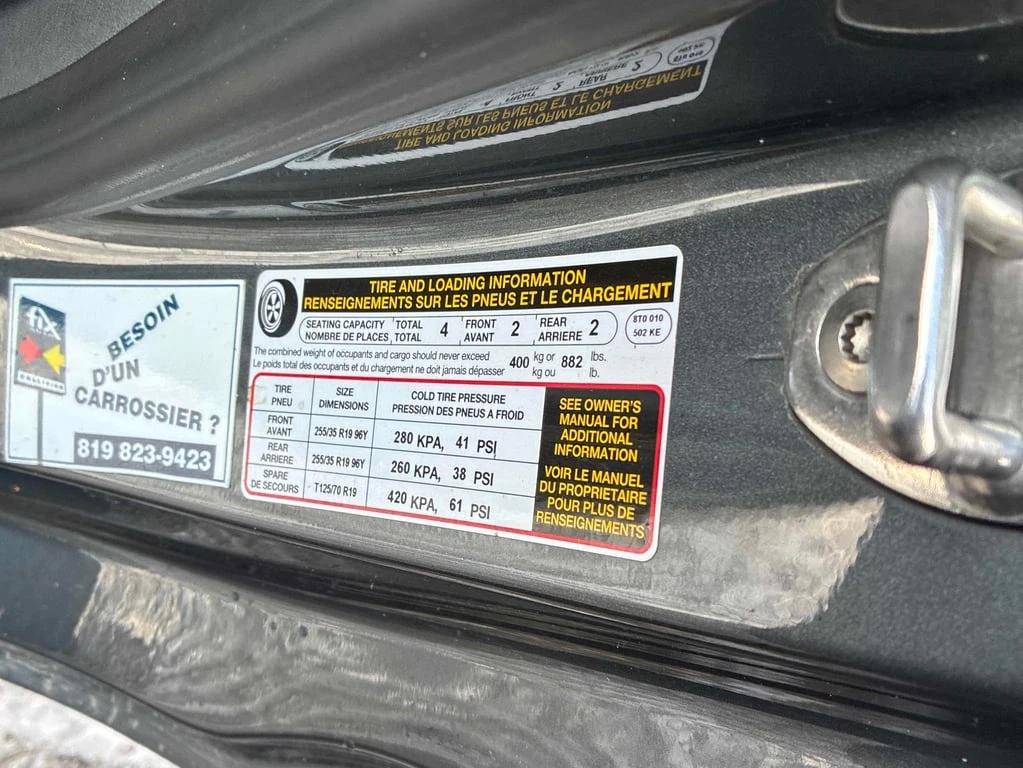 fix
COLLISION
BESOIN
D'UN
CARROSSIER ?
819 823-9423
TIRE AND LOADING INFORMATION
RENSEIGNEMENTS SUR LES PNEUS ET LE CHARGEMENT
SEATING CAPACITY TOTAL 4 FRONT 2 REAR 2
NOMBRE DE PLACES TOTAL AVANT ARRIERE
8T0 010
502 KE
The combined weight of occupants and cargo should never exceed 400 kg or 882 lbs.
Le poids total des occupants et du chargement ne doit jamais dépasser kg ou lb.
TIRE SIZE COLD TIRE PRESSURE
PNEU DIMENSIONS PRESSION DES PNEUS A FROID
FRONT
AVANT 255/35 R19 96Y 280 KPA, 41 PSI
REAR
ARRIERE 255/35 R19 96Y 260 KPA, 38 PSI
SPARE
DE SECOURS T125/70 R19 420 KPA, 61 PSI
SEE OWNER'S
MANUAL FOR
ADDITIONAL
INFORMATION
VOIR LE MANUEL
DU PROPRIETAIRE
POUR PLUS DE
RENSEIGNEMENTS